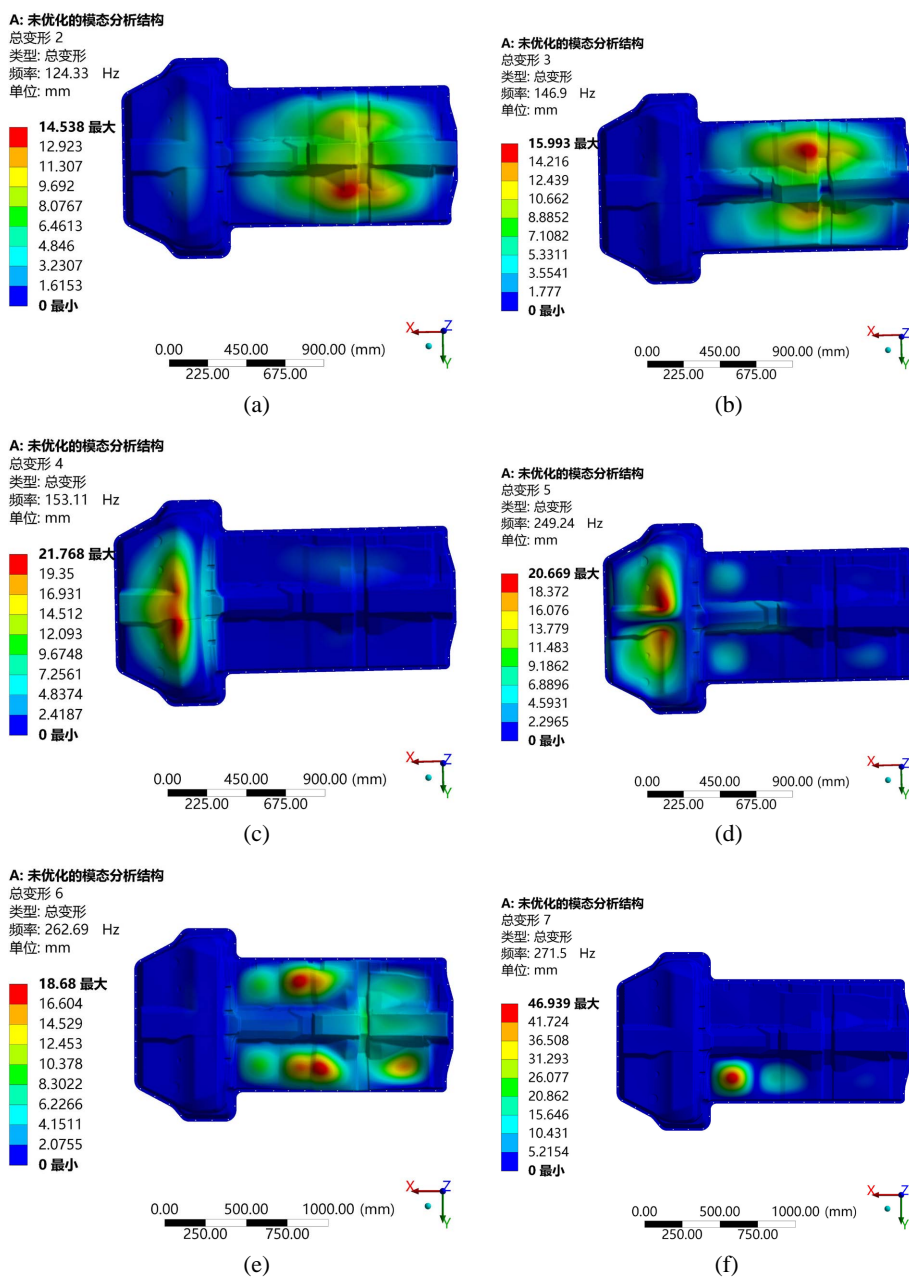 A: 未优化的模态分析结构
总变形 2
类型: 总变形
频率: 124.33 Hz
单位: mm
14.538 最大
12.923
11.307
9.692
8.0767
6.4613
4.846
3.2307
1.6153
0 最小
X Z
Y
0.00 450.00 900.00 (mm)
225.00 675.00
(a)
A: 未优化的模态分析结构
总变形 3
类型: 总变形
频率: 146.9 Hz
单位: mm
15.993 最大
14.216
12.439
10.662
8.8852
7.1082
5.3311
3.5541
1.777
0 最小
X Z
Y
0.00 450.00 900.00 (mm)
225.00 675.00
(b)
A: 未优化的模态分析结构
总变形 4
类型: 总变形
频率: 153.11 Hz
单位: mm
21.768 最大
19.35
16.931
14.512
12.093
9.6748
7.2561
4.8374
2.4187
0 最小
X Z
Y
0.00 450.00 900.00 (mm)
225.00 675.00
(c)
A: 未优化的模态分析结构
总变形 5
类型: 总变形
频率: 249.24 Hz
单位: mm
20.669 最大
18.372
16.076
13.779
11.483
9.1862
6.8896
4.5931
2.2965
0 最小
X Z
Y
0.00 450.00 900.00 (mm)
225.00 675.00
(d)
A: 未优化的模态分析结构
总变形 6
类型: 总变形
频率: 262.69 Hz
单位: mm
18.68 最大
16.604
14.529
12.453
10.378
8.3022
6.2266
4.1511
2.0755
0 最小
X Z
Y
0.00 500.00 1000.00 (mm)
250.00 750.00
(e)
A: 未优化的模态分析结构
总变形 7
类型: 总变形
频率: 271.5 Hz
单位: mm
46.939 最大
41.724
36.508
31.293
26.077
20.862
15.646
10.431
5.2154
0 最小
X Z
Y
0.00 500.00 1000.00 (mm)
250.00 750.00
(f)